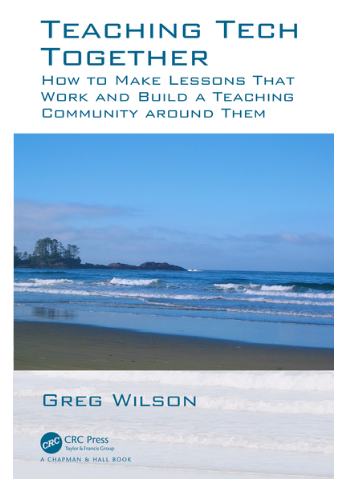 Teaching Tech
Together
How to Make Lessons That
Work and Build a Teaching
Community around Them
Greg Wilson
CRC
CRC Press
Taylor & Francis Group
A CHAPMAN & HALL BOOK